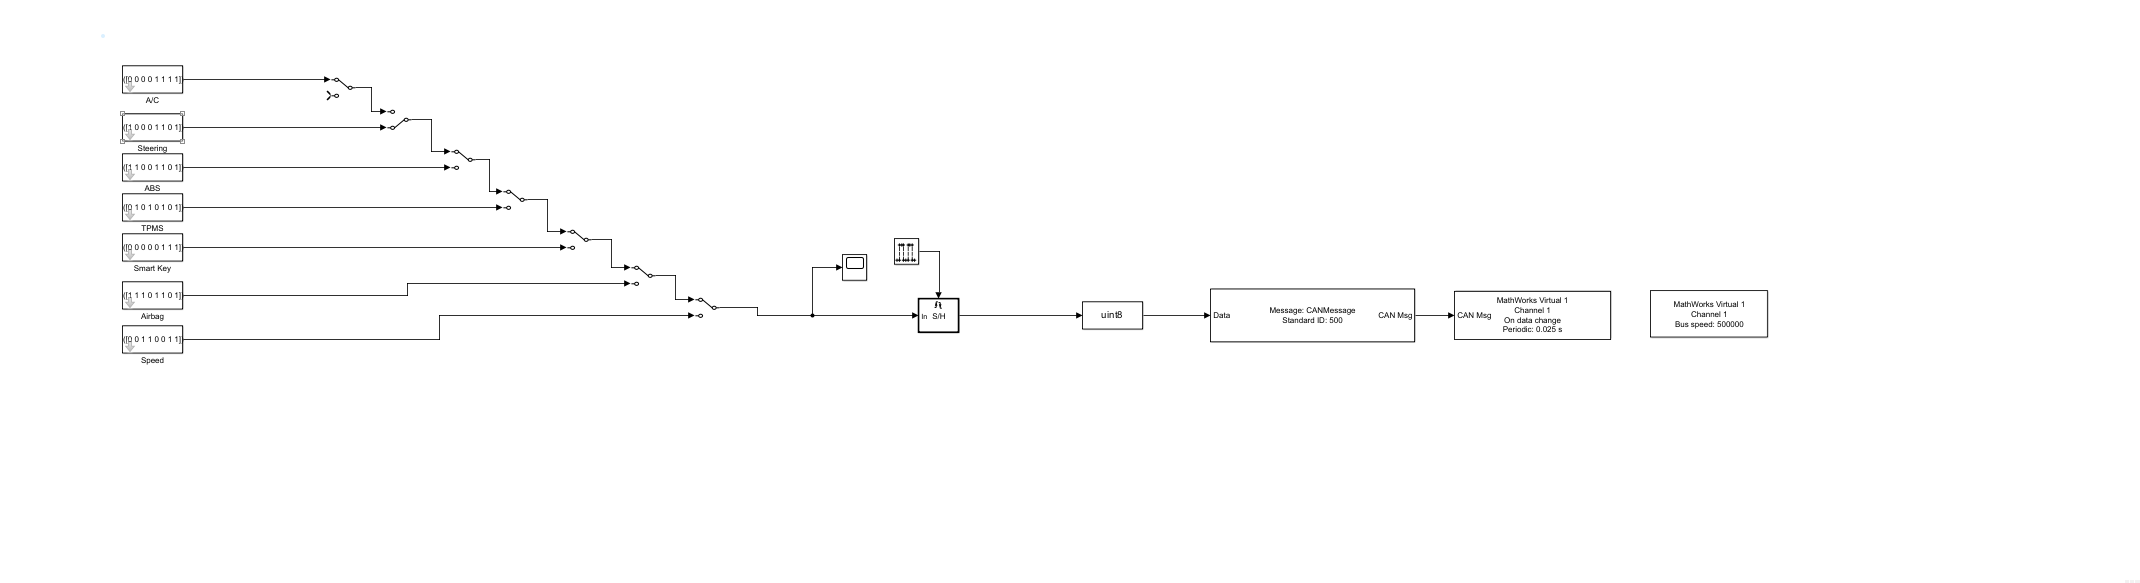 ([0 0 0 0 1 1 1 1]
A/C
([1 0 0 0 1 1 0 1]
Steering
([1 1 0 0 1 1 0 1]
ABS
([0 1 0 1 0 1 0 1]
TPMS
([0 0 0 0 0 1 1 1]
Smart Key
([1 1 1 0 1 1 0 1]
Airbag
([0 0 1 1 0 0 1 1]
Speed
In S/H
uint8
Data
Message: CANMessage
Standard ID: 500
CAN Msg
CAN Msg
MathWorks Virtual 1
Channel 1
On data change
Periodic: 0.025 s
MathWorks Virtual 1
Channel 1
Bus speed: 500000